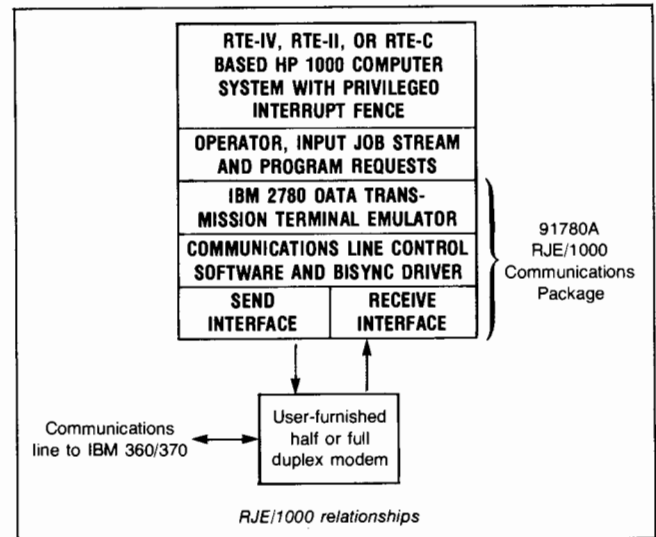 RTE-IV, RTE-II, OR RTE-C
BASED HP 1000 COMPUTER
SYSTEM WITH PRIVILEGED
INTERRUPT FENCE
OPERATOR, INPUT JOB STREAM
AND PROGRAM REQUESTS
IBM 2780 DATA TRANS-
MISSION TERMINAL EMULATOR
COMMUNICATIONS LINE CONTROL
SOFTWARE AND BISYNC DRIVER
SEND
INTERFACE
RECEIVE
INTERFACE
91780A
RJE/1000
Communications
Package
User-furnished
half or full
duplex modem
Communications
line to IBM 360/370
RJE/1000 relationships